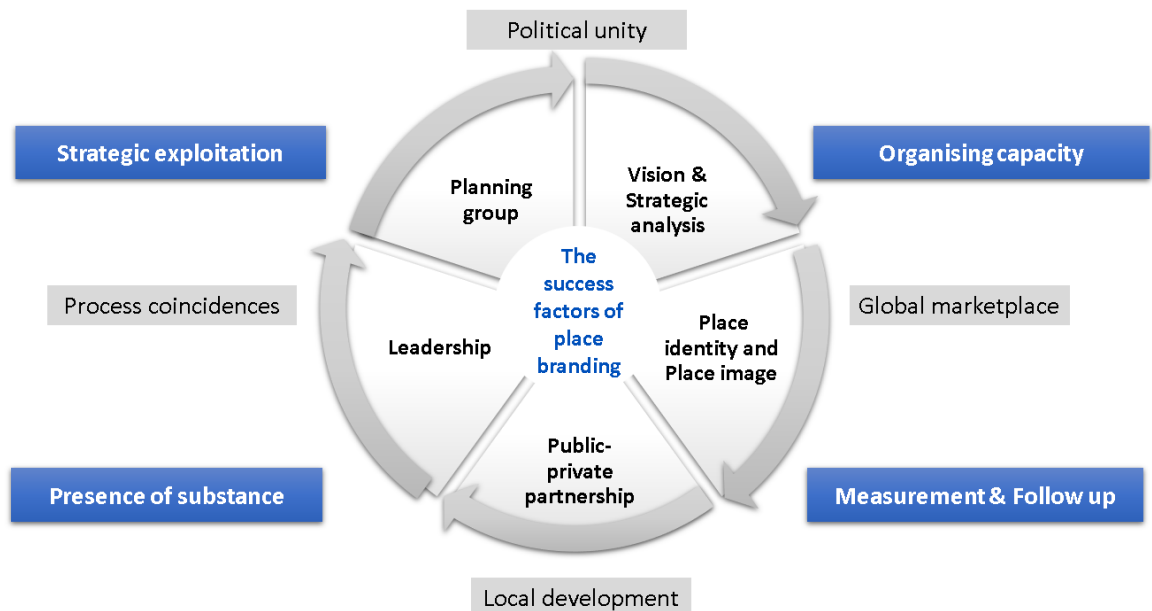 Political unity
Strategic exploitation
Organising capacity
Planning
group
Vision &
Strategic
analysis
The
success
factors of
place
branding
Process coincidences
Global marketplace
Leadership
Place
identity and
Place image
Public-
private
partnership
Presence of substance
Measurement & Follow up
Local development